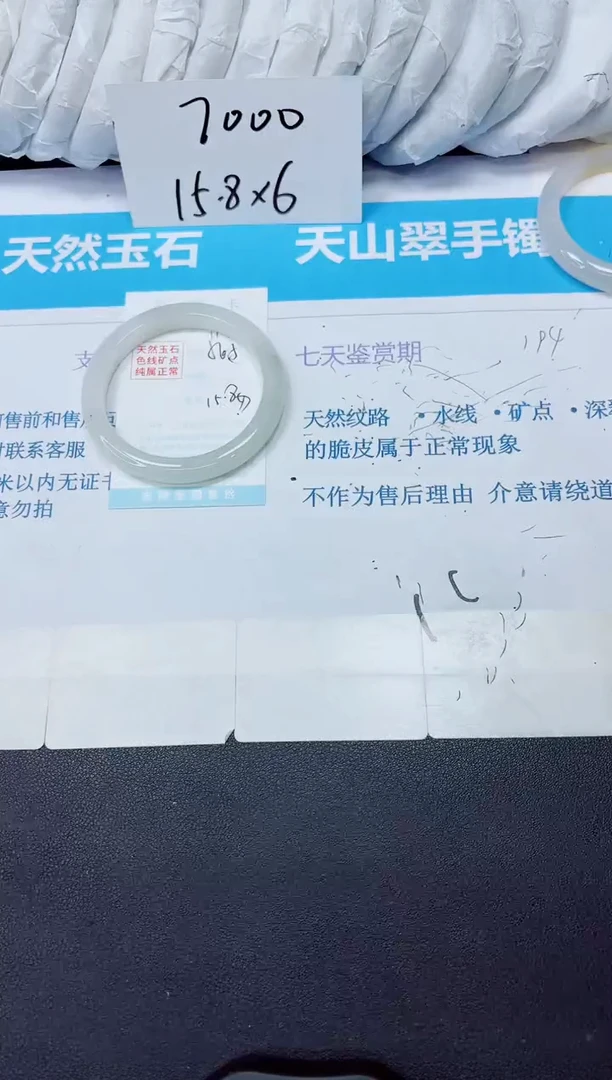 7000
15.8×6
天然玉石
天山翠手镯
天然玉石
色线矿点
纯属正常
支
七天鉴赏期
194
售前和售
时联系客服
米以内无证
意勿拍
天然纹路 •水线 •矿点 •深
的脆皮属于正常现象
不作为售后理由 介意请绕道